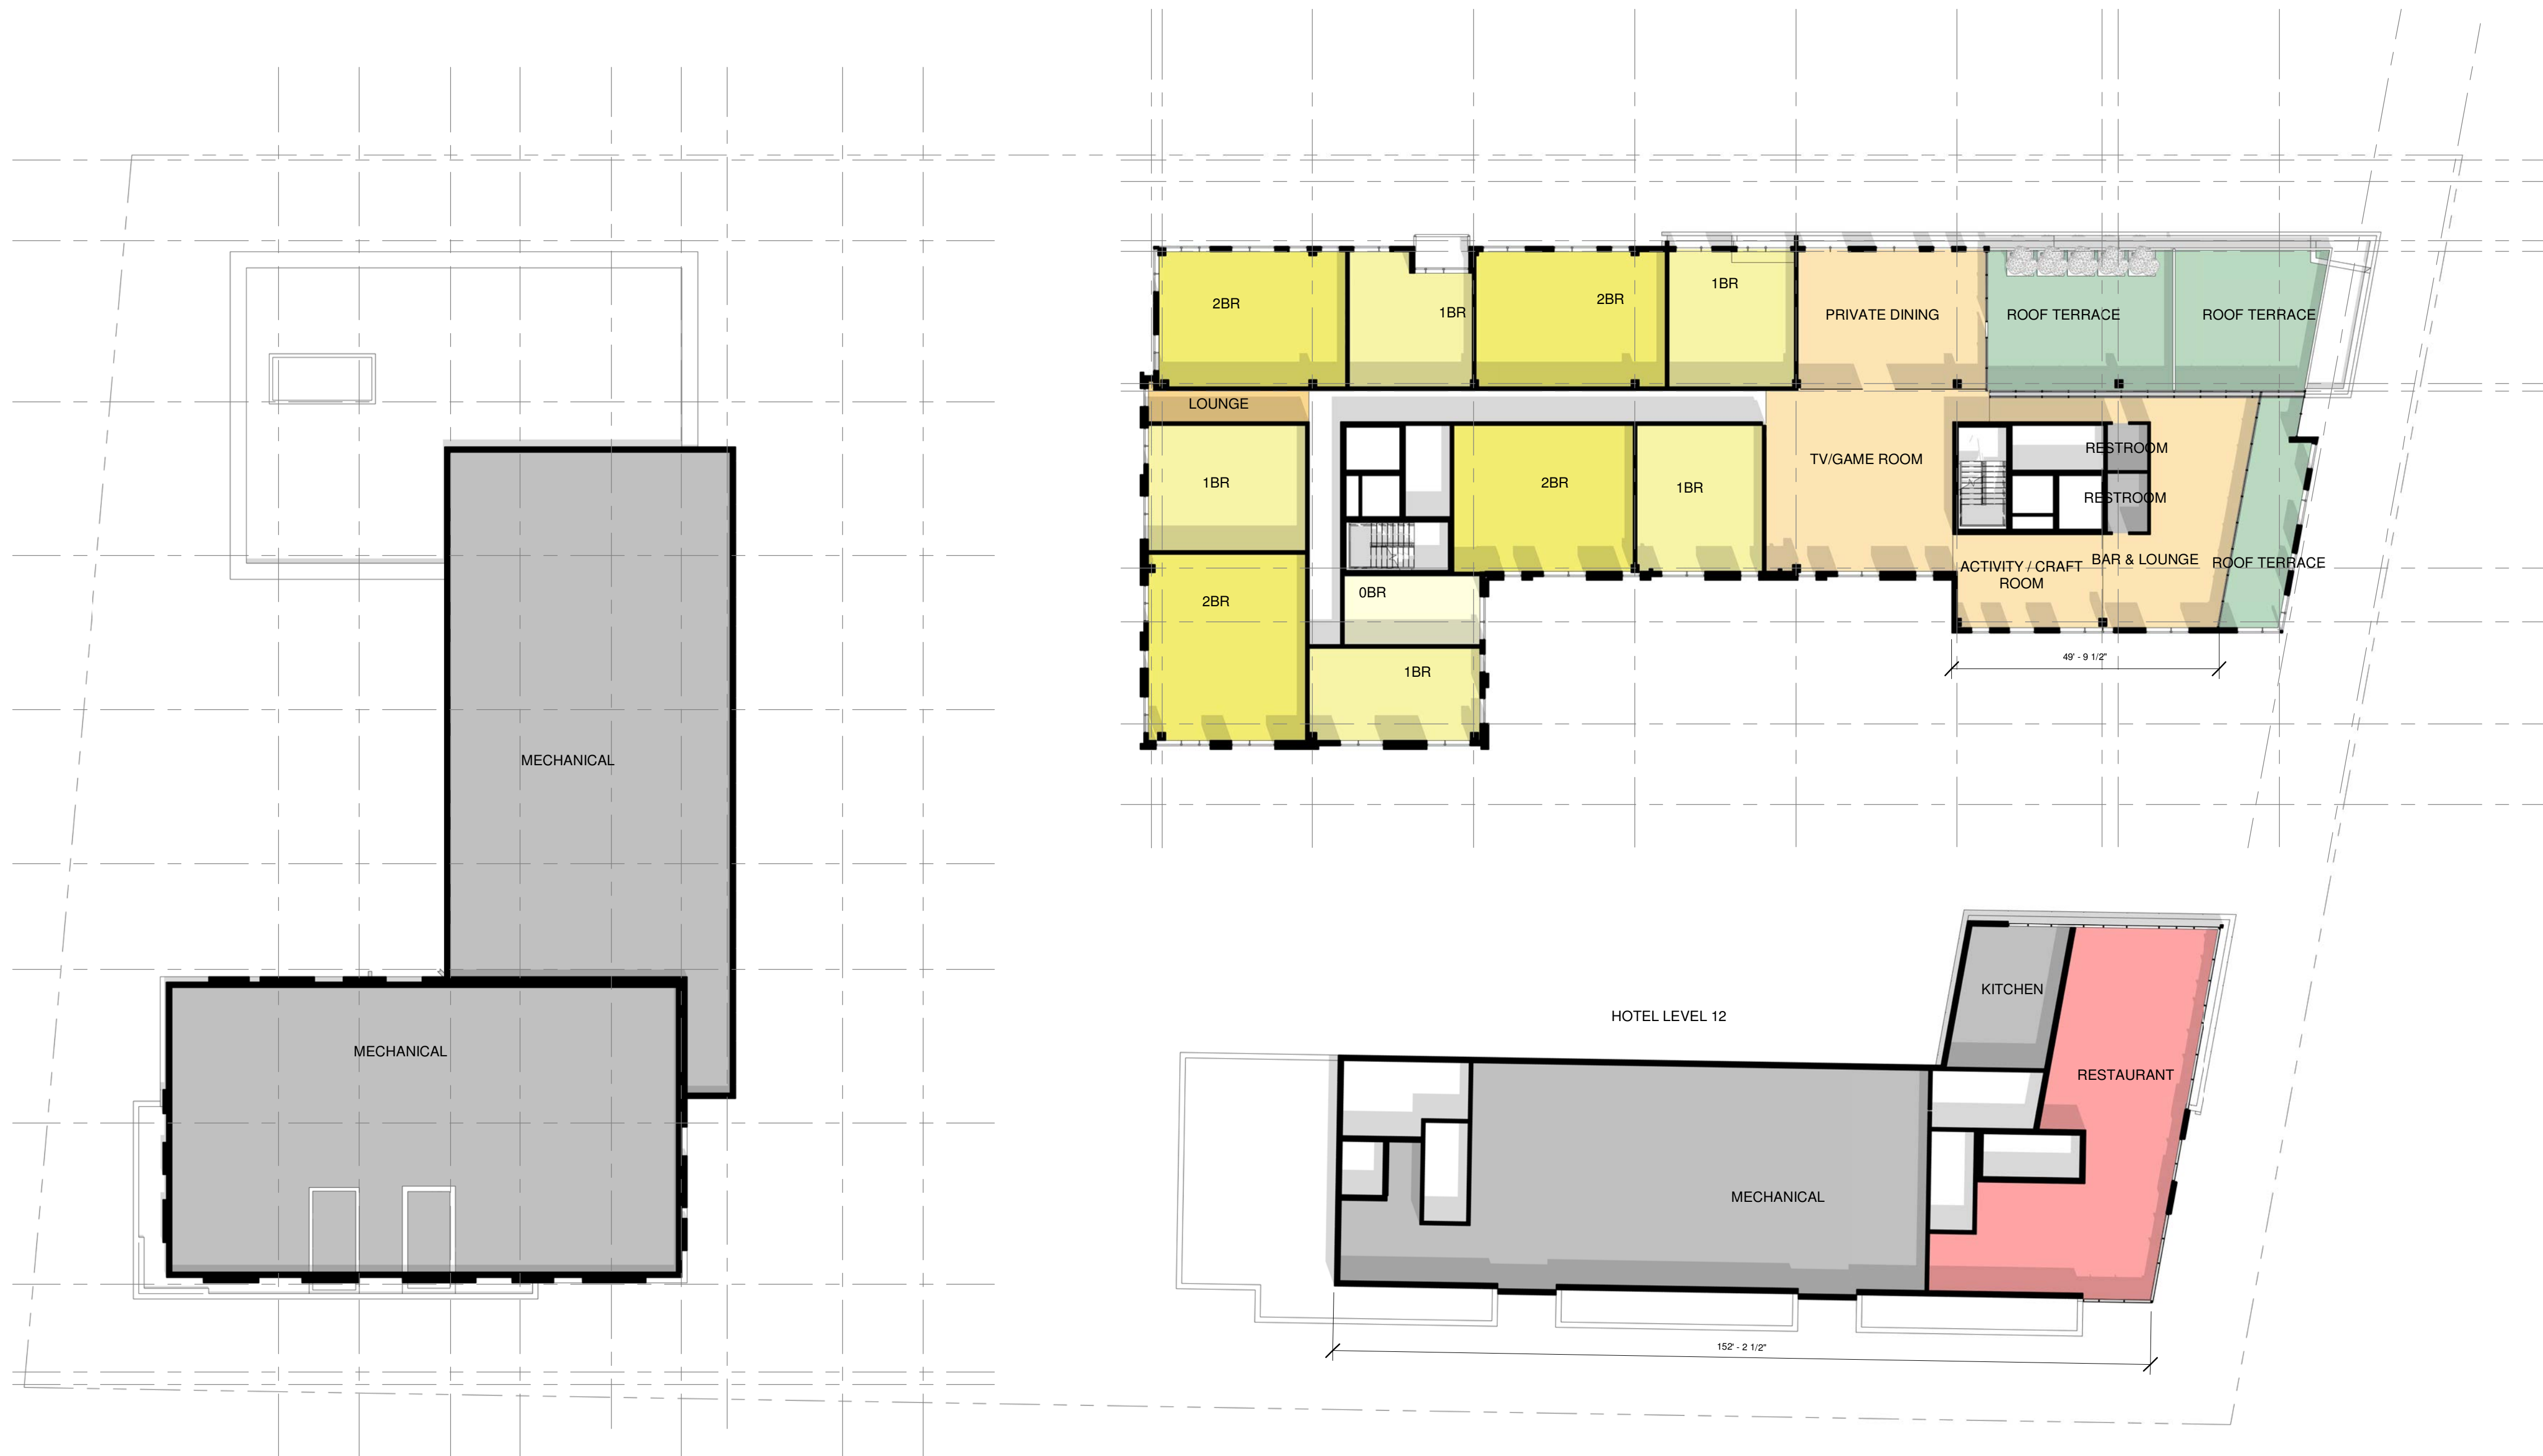 2BR
1BR
2BR
1BR
PRIVATE DINING
ROOF TERRACE
ROOF TERRACE
LOUNGE
1BR
2BR
1BR
TV/GAME ROOM
RESTROOM
RESTROOM
2BR
0BR
1BR
ACTIVITY / CRAFT
ROOM
BAR & LOUNGE
ROOF TERRACE
49' - 9 1/2"
MECHANICAL
MECHANICAL
HOTEL LEVEL 12
KITCHEN
RESTAURANT
MECHANICAL
152' - 2 1/2"